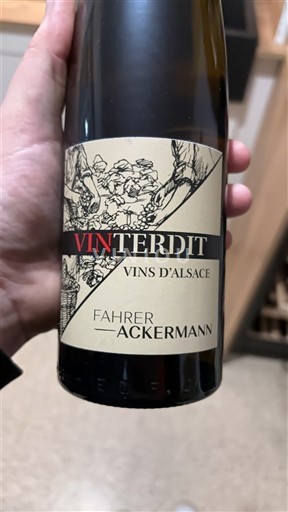 VINTERDIT
VINS D'ALSACE
FAHRER
ACKERMANN